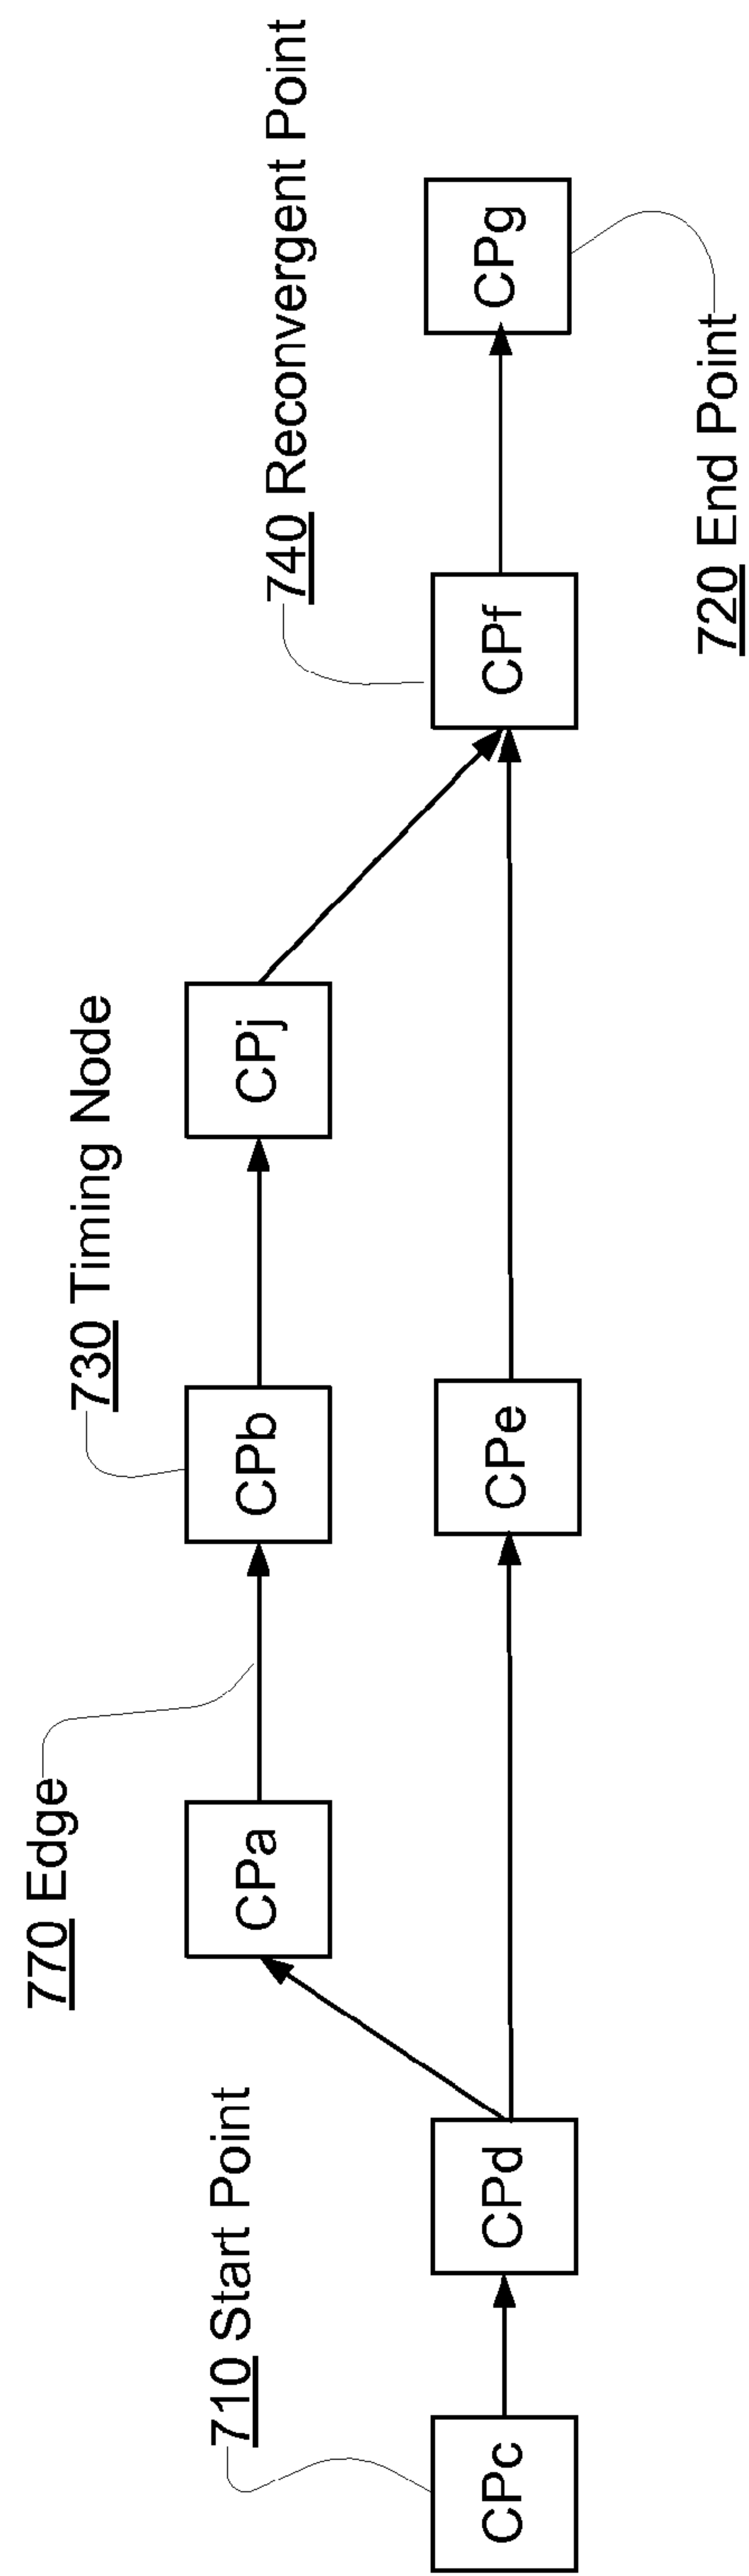 740 Reconvergent Point
730 Timing Node
770 Edge
710 Start Point
CPa
CPb
CPj
CPc
CPd
CPe
CPf
CPg
720 End Point